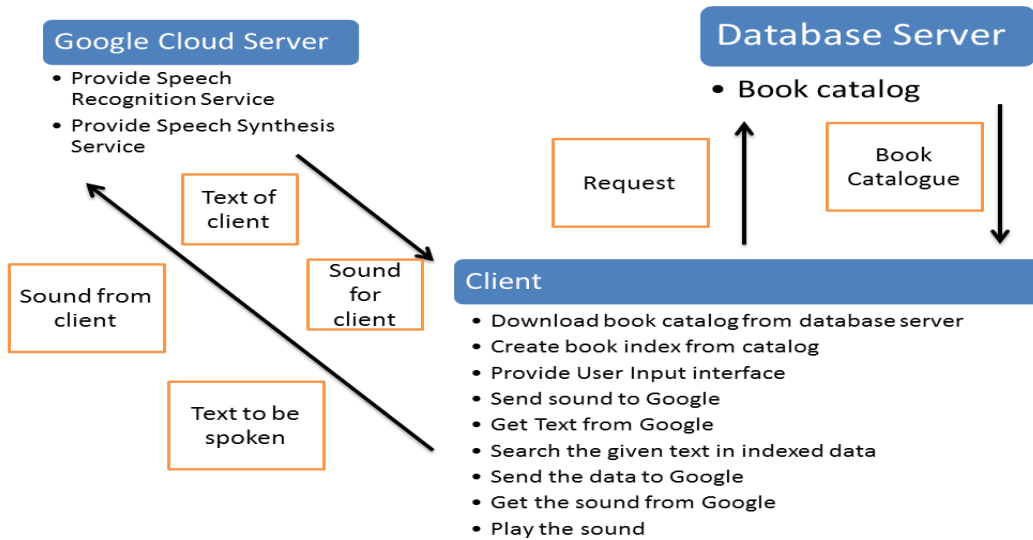 Google Cloud Server
• Provide Speech
Recognition Service
• Provide Speech Synthesis
Service
Database Server
• Book catalog
Request
Book
Catalogue
Text of
client
Sound
for
client
Sound from
client
Text to be
spoken
Client
• Download book catalog from database server
• Create book index from catalog
• Provide User Input interface
• Send sound to Google
• Get Text from Google
• Search the given text in indexed data
• Send the data to Google
• Get the sound from Google
• Play the sound